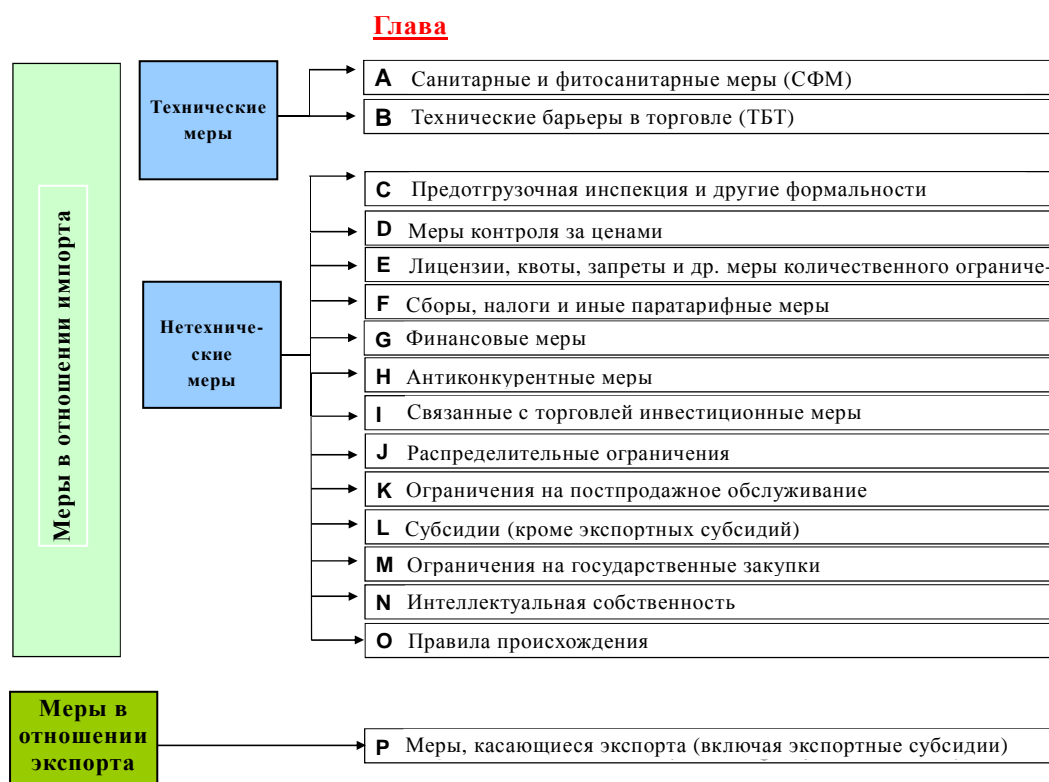 Глава
Меры в отношении импорта
Технические
меры
A Санитарные и фитосанитарные меры (СФМ)
B Технические барьеры в торговле (ТБТ)
Нетехниче-
ские
меры
C Предотгрузочная инспекция и другие формальности
D Меры контроля за ценами
E Лицензии, квоты, запреты и др. меры количественного ограниче-
F Сборы, налоги и иные паратарифные меры
G Финансовые меры
H Антиконкурентные меры
I Связанные с торговлей инвестиционные меры
J Распределительные ограничения
K Ограничения на постпродажное обслуживание
L Субсидии (кроме экспортных субсидий)
M Ограничения на государственные закупки
N Интеллектуальная собственность
O Правила происхождения
Меры в
отношении
экспорта
P Меры, касающиеся экспорта (включая экспортные субсидии)